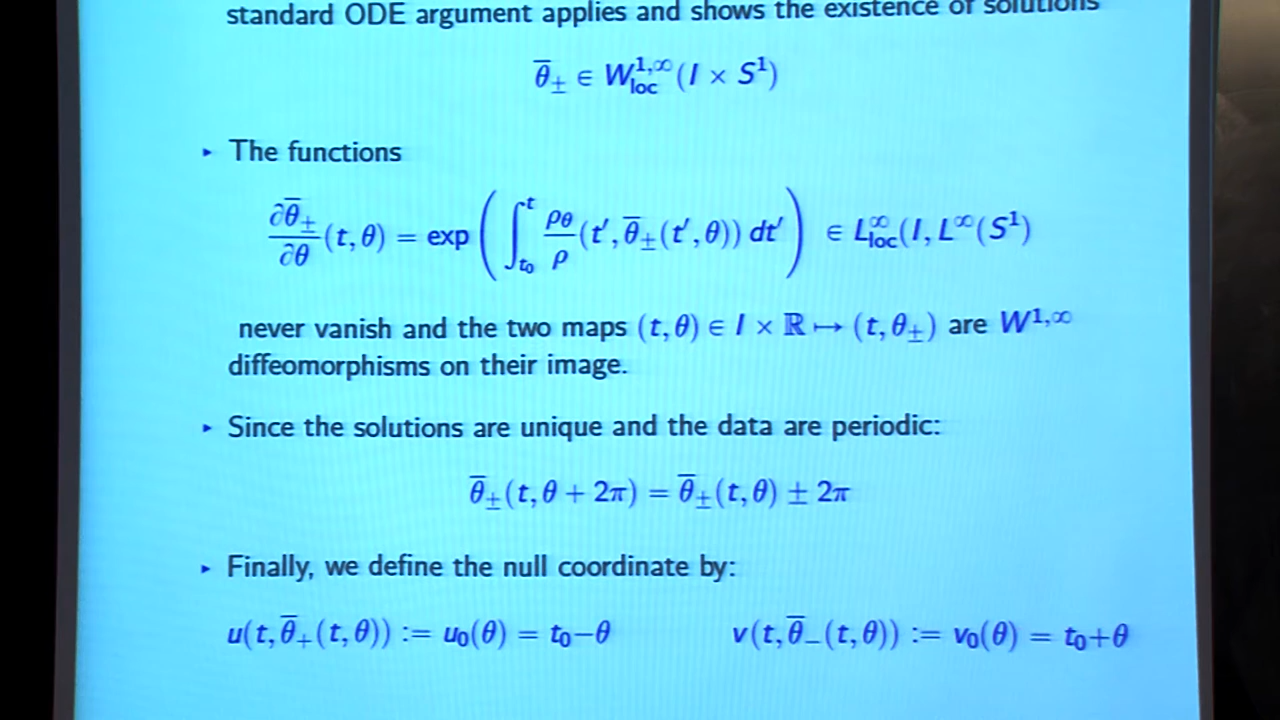 standard ODE argument applies and shows the existence of solutions
θ̄± ∈ W^{1,∞}_{loc}(I × S¹)
▸ The functions
∂θ̄±/∂θ (t, θ) = exp( ∫_{t₀}^{t} ρ_θ/ρ (t′, θ̄±(t′, θ)) dt′ ) ∈ L^∞_{loc}(I, L^∞(S¹)
never vanish and the two maps (t, θ) ∈ I × ℝ ↦ (t, θ±) are W^{1,∞}
diffeomorphisms on their image.
▸ Since the solutions are unique and the data are periodic:
θ̄±(t, θ + 2π) = θ̄±(t, θ) ± 2π
▸ Finally, we define the null coordinate by:
u(t, θ̄₊(t, θ)) := u₀(θ) = t₀−θ v(t, θ̄₋(t, θ)) := v₀(θ) = t₀+θ